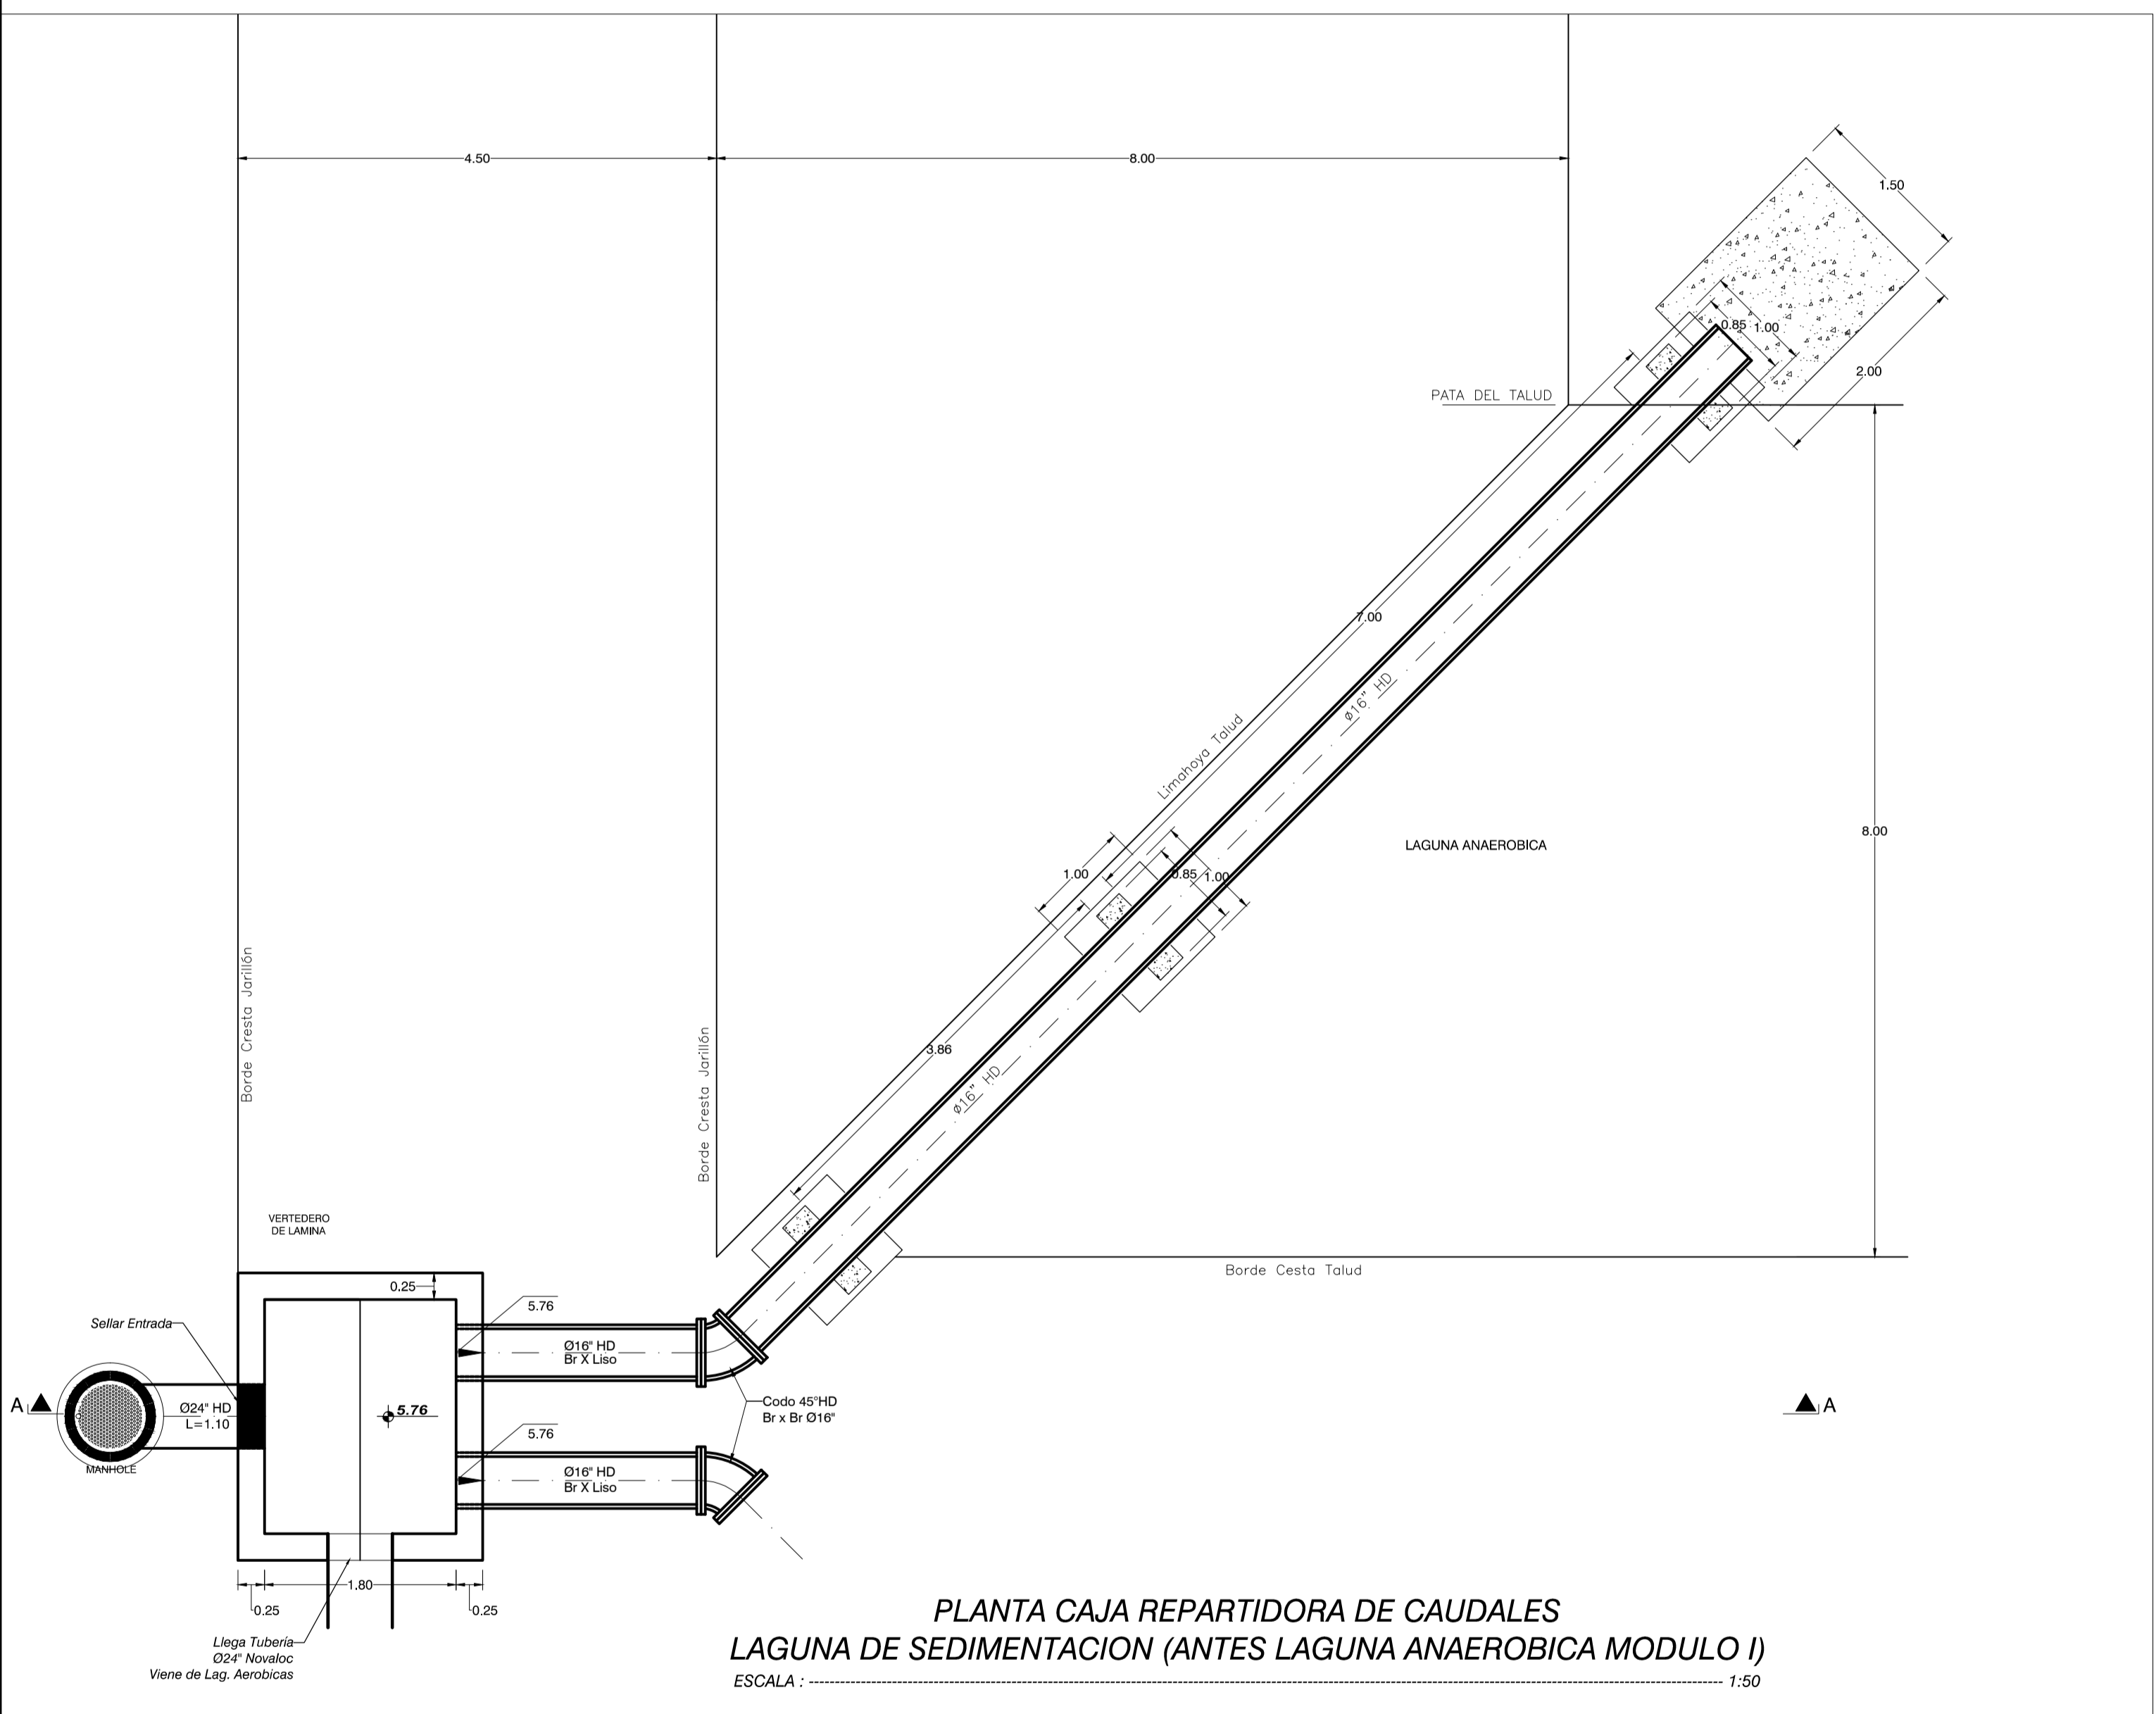 4.50
8.00
1.50
0.85
1.00
2.00
PATA DEL TALUD
7.00
Ø16" HD
Limahoya Talud
LAGUNA ANAEROBICA
8.00
1.00
0.85
1.00
Borde Cresta Jarillón
Borde Cresta Jarillón
3.86
Ø16" HD
VERTEDERO
DE LAMINA
Borde Cesta Talud
0.25
5.76
Sellar Entrada
Ø16" HD
Br X Liso
A
Ø24" HD
L=1.10
5.76
Codo 45°HD
Br x Br Ø16"
A
5.76
MANHOLE
Ø16" HD
Br X Liso
1.80
0.25
0.25
Llega Tubería
Ø24" Novaloc
Viene de Lag. Aerobicas
PLANTA CAJA REPARTIDORA DE CAUDALES
LAGUNA DE SEDIMENTACION (ANTES LAGUNA ANAEROBICA MODULO I)
ESCALA : 1:50